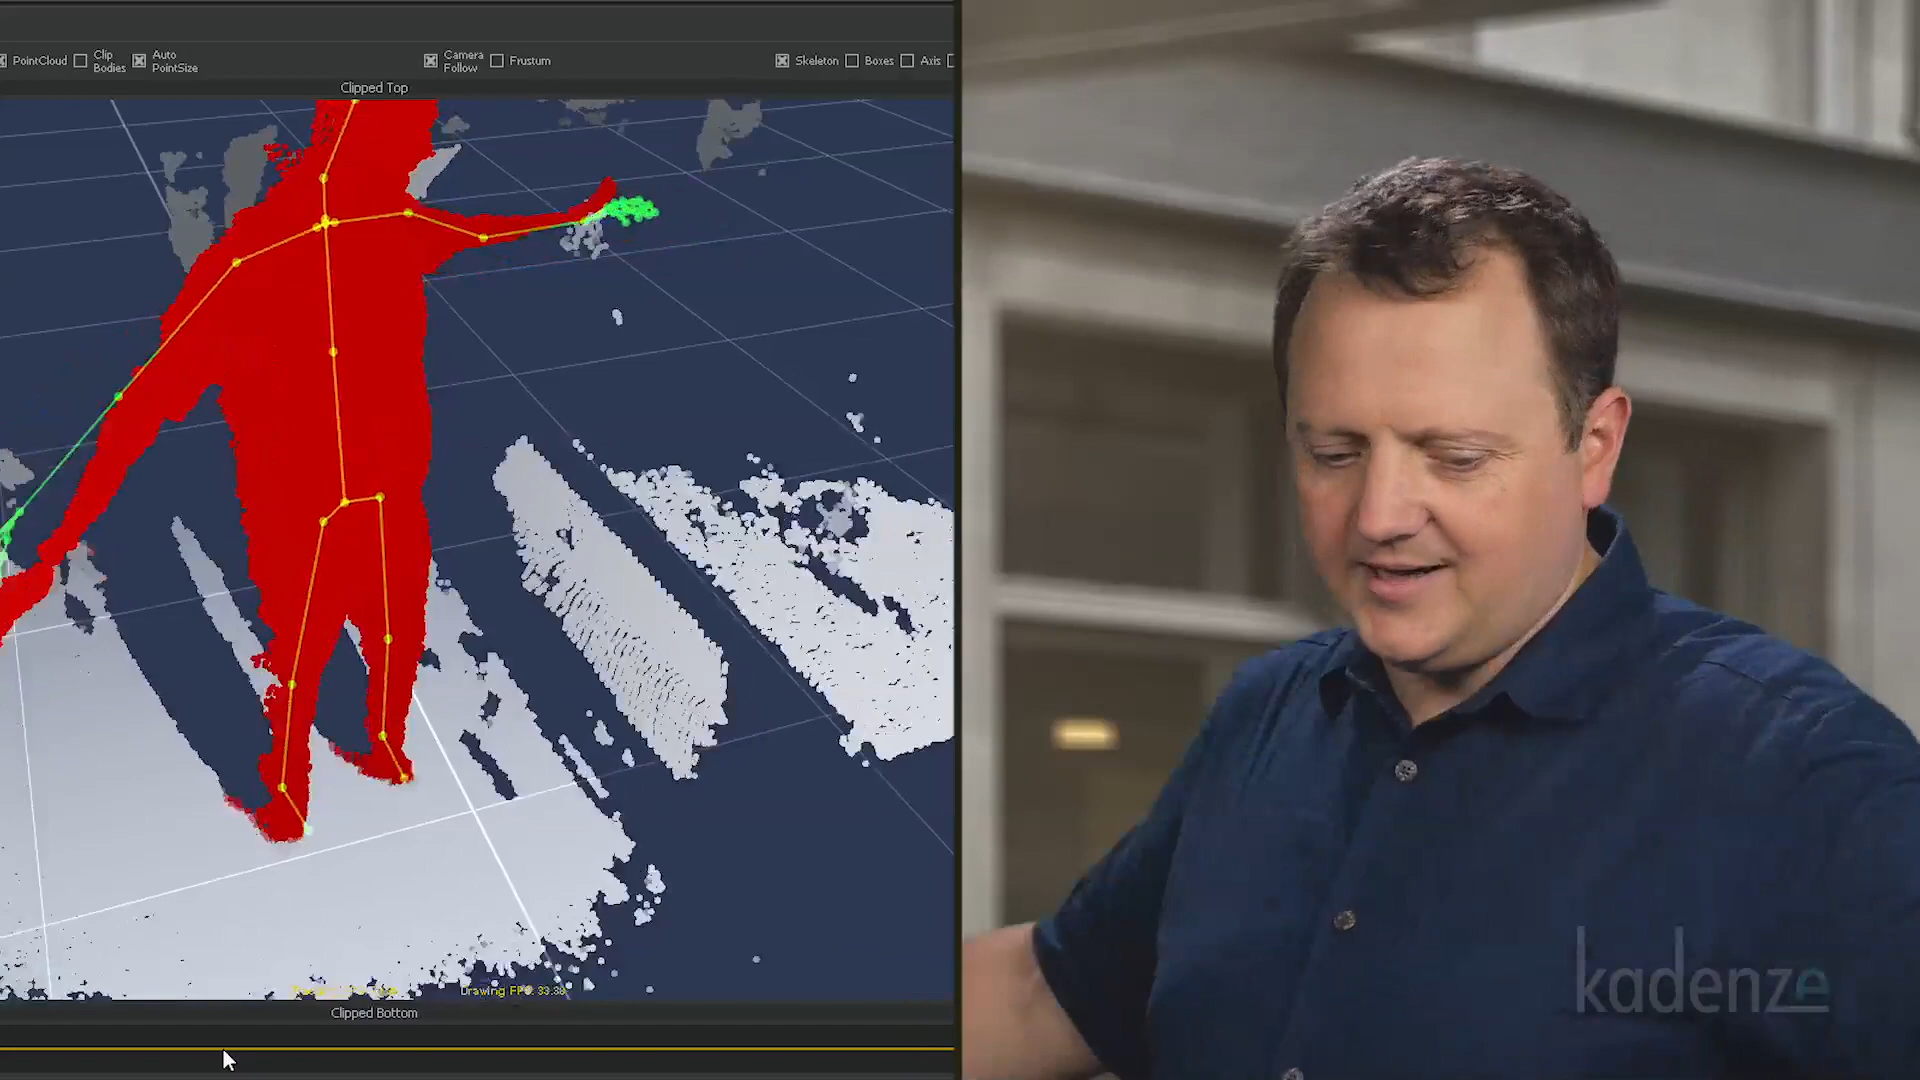 PointCloud
Clip
Bodies
Auto
PointSize
Camera
Follow
Frustum
Skeleton
Boxes
Axis
Clipped Top
Drawing FPS: 33.38
Clipped Bottom
kadenze